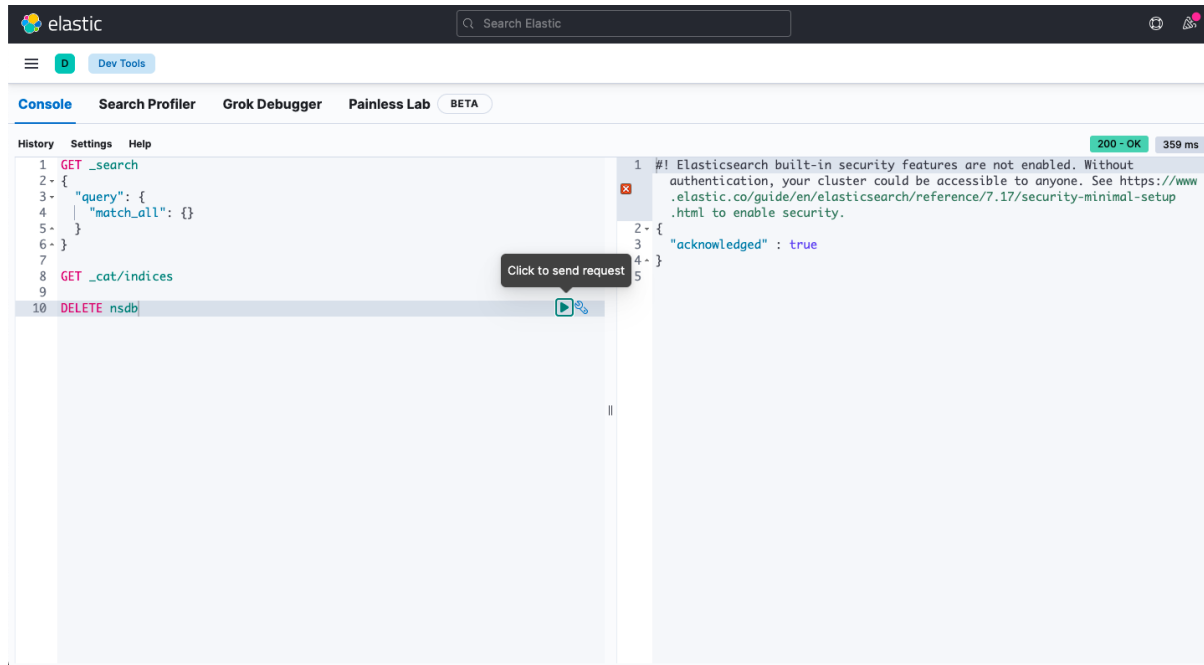 elastic
Search Elastic
D
Dev Tools
Console Search Profiler Grok Debugger Painless Lab BETA
History Settings Help
200 - OK 359 ms
1 GET _search
2 {
3 "query": {
4 "match_all": {}
5 }
6 }
7
8 GET _cat/indices
9
10 DELETE nsdb
Click to send request
1 #! Elasticsearch built-in security features are not enabled. Without
authentication, your cluster could be accessible to anyone. See https://www
.elastic.co/guide/en/elasticsearch/reference/7.17/security-minimal-setup
.html to enable security.
2 {
3 "acknowledged" : true
4 }
5